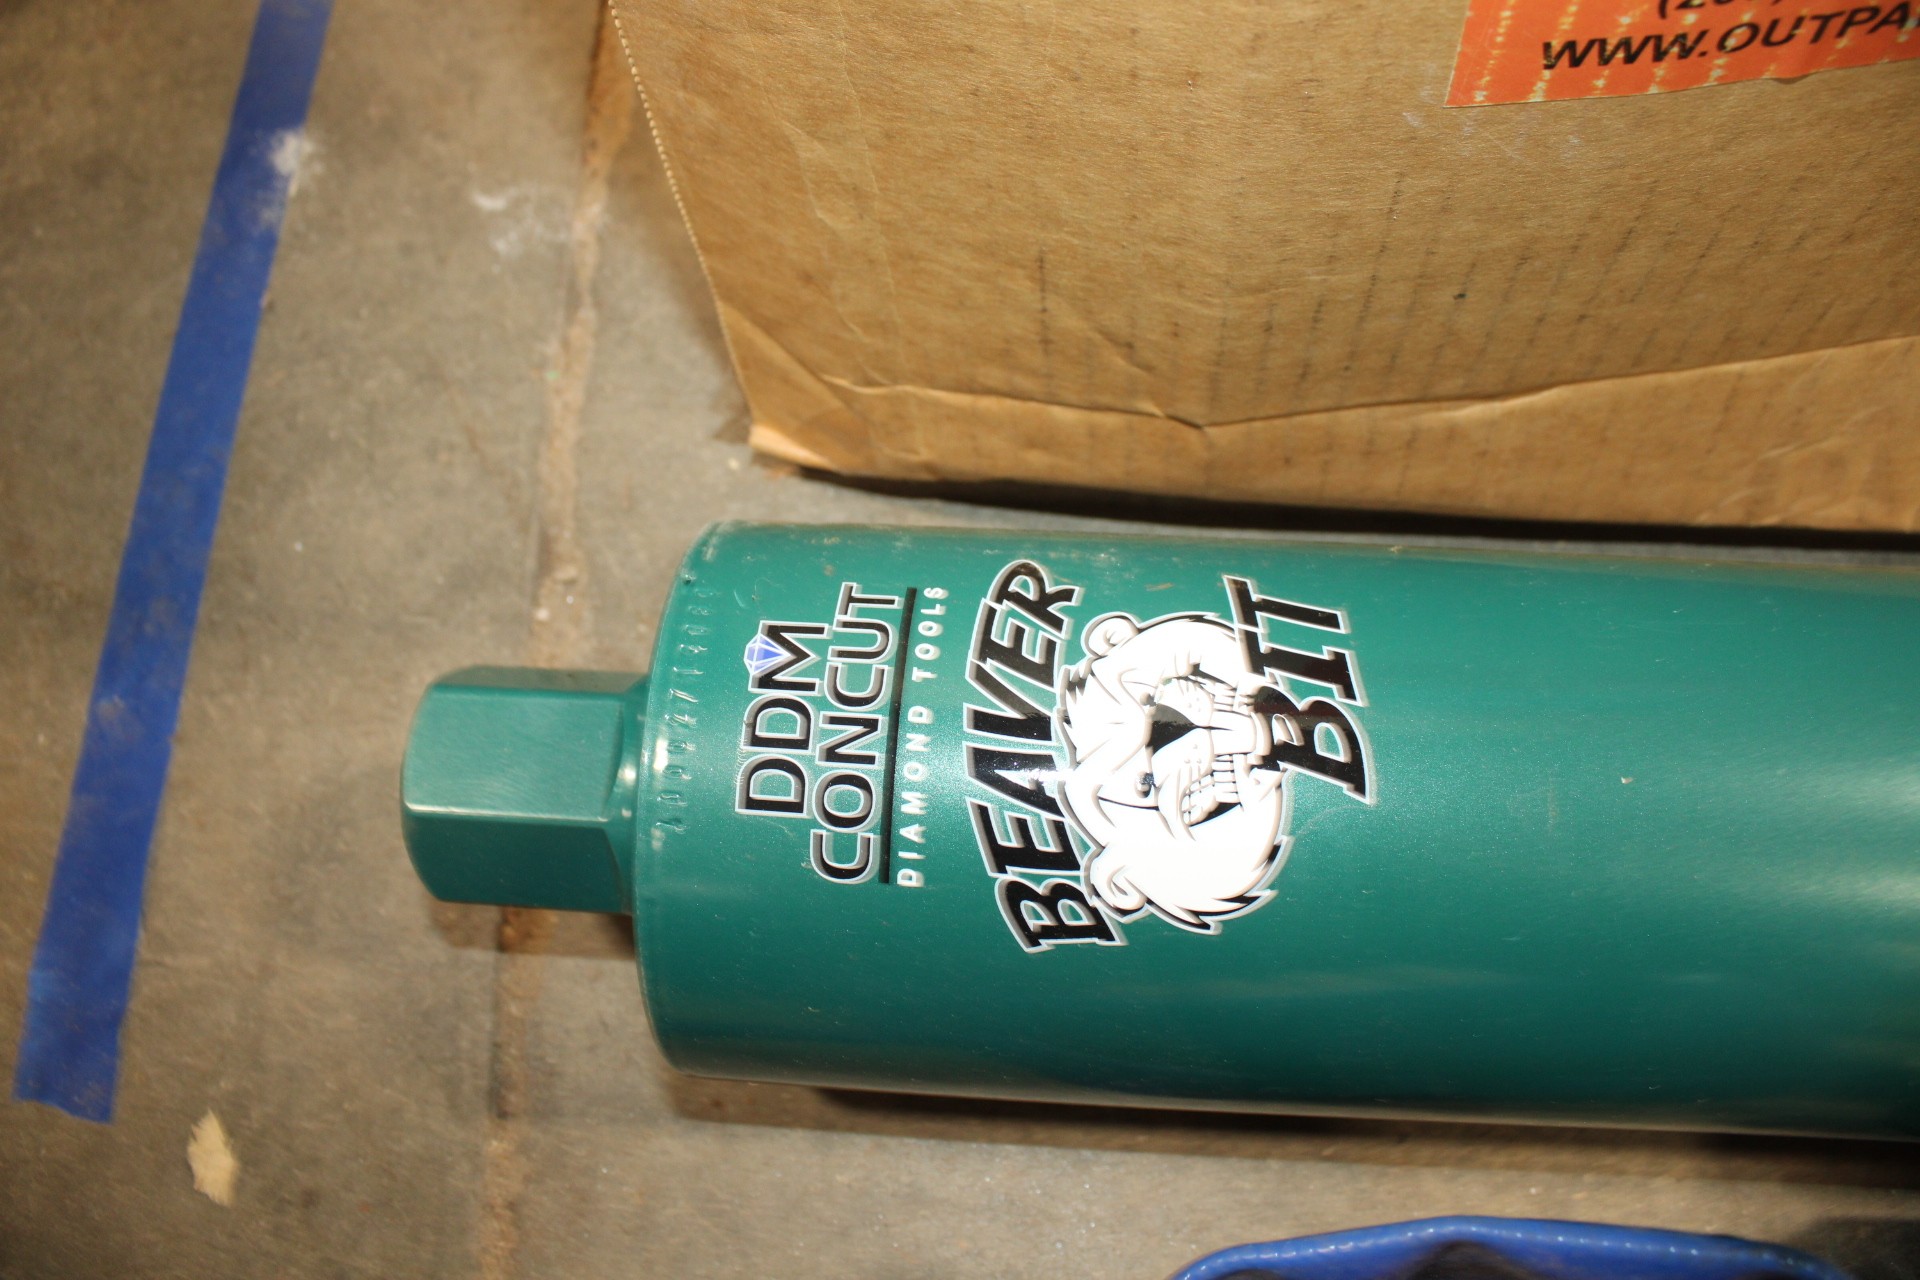 WWW.OUTPA
DDM
CONCUT
DIAMOND TOOLS
BEAVER
BIT